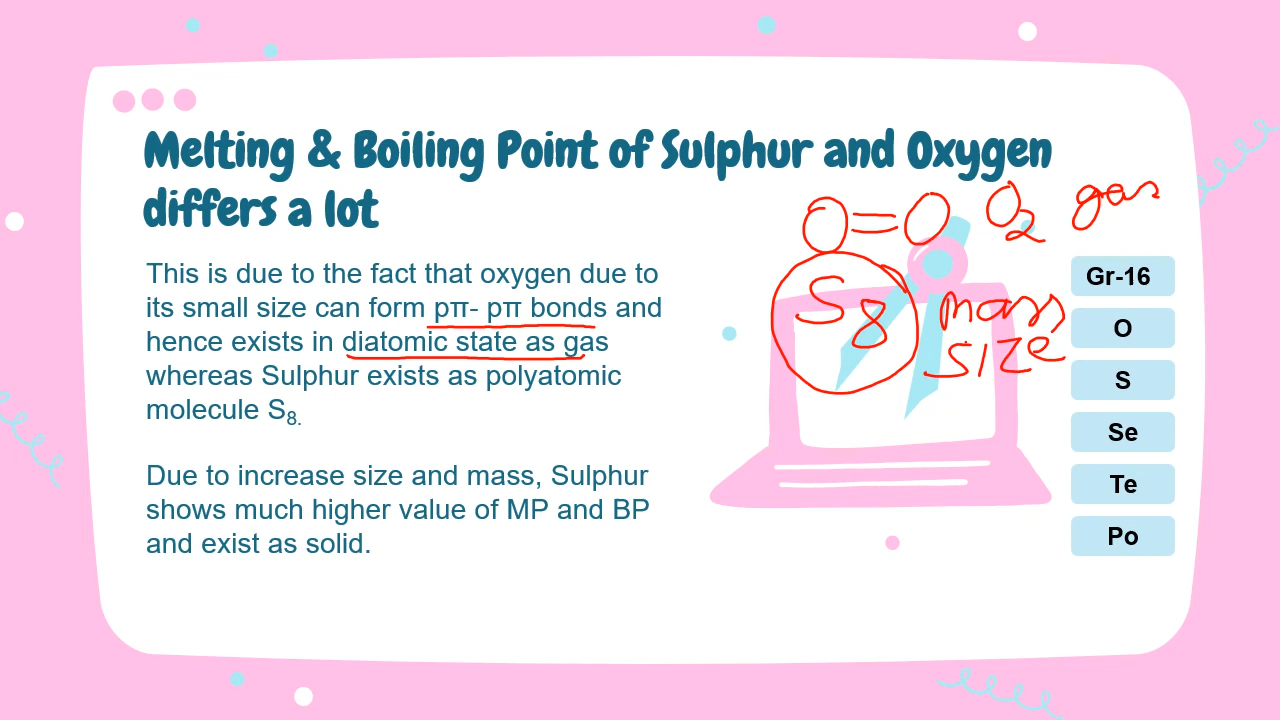 Melting & Boiling Point of Sulphur and Oxygen
differs a lot
This is due to the fact that oxygen due to
its small size can form pπ- pπ bonds and
hence exists in diatomic state as gas
whereas Sulphur exists as polyatomic
molecule S₈.
Due to increase size and mass, Sulphur
shows much higher value of MP and BP
and exist as solid.
O=O O₂ gas
S₈ mass
size
Gr-16
O
S
Se
Te
Po